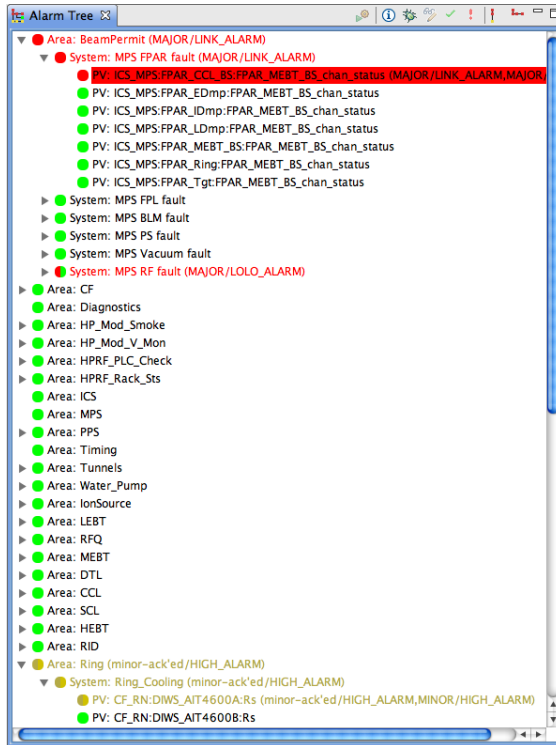 Alarm Tree
Area: BeamPermit (MAJOR/LINK_ALARM)
System: MPS FPAR fault (MAJOR/LINK_ALARM)
PV: ICS_MPS:FPAR_CCL_BS:FPAR_MEBT_BS_chan_status (MAJOR/LINK_ALARM,MAJOR/
PV: ICS_MPS:FPAR_EDmp:FPAR_MEBT_BS_chan_status
PV: ICS_MPS:FPAR_IDmp:FPAR_MEBT_BS_chan_status
PV: ICS_MPS:FPAR_LDmp:FPAR_MEBT_BS_chan_status
PV: ICS_MPS:FPAR_MEBT_BS:FPAR_MEBT_BS_chan_status
PV: ICS_MPS:FPAR_Ring:FPAR_MEBT_BS_chan_status
PV: ICS_MPS:FPAR_Tgt:FPAR_MEBT_BS_chan_status
System: MPS FPL fault
System: MPS BLM fault
System: MPS PS fault
System: MPS Vacuum fault
System: MPS RF fault (MAJOR/LOLO_ALARM)
Area: CF
Area: Diagnostics
Area: HP_Mod_Smoke
Area: HP_Mod_V_Mon
Area: HPRF_PLC_Check
Area: HPRF_Rack_Sts
Area: ICS
Area: MPS
Area: PPS
Area: Timing
Area: Tunnels
Area: Water_Pump
Area: IonSource
Area: LEBT
Area: RFQ
Area: MEBT
Area: DTL
Area: CCL
Area: SCL
Area: HEBT
Area: RID
Area: Ring (minor-ack'ed/HIGH_ALARM)
System: Ring_Cooling (minor-ack'ed/HIGH_ALARM)
PV: CF_RN:DIWS_AIT4600A:Rs (minor-ack'ed/HIGH_ALARM,MINOR/HIGH_ALARM)
PV: CF_RN:DIWS_AIT4600B:Rs